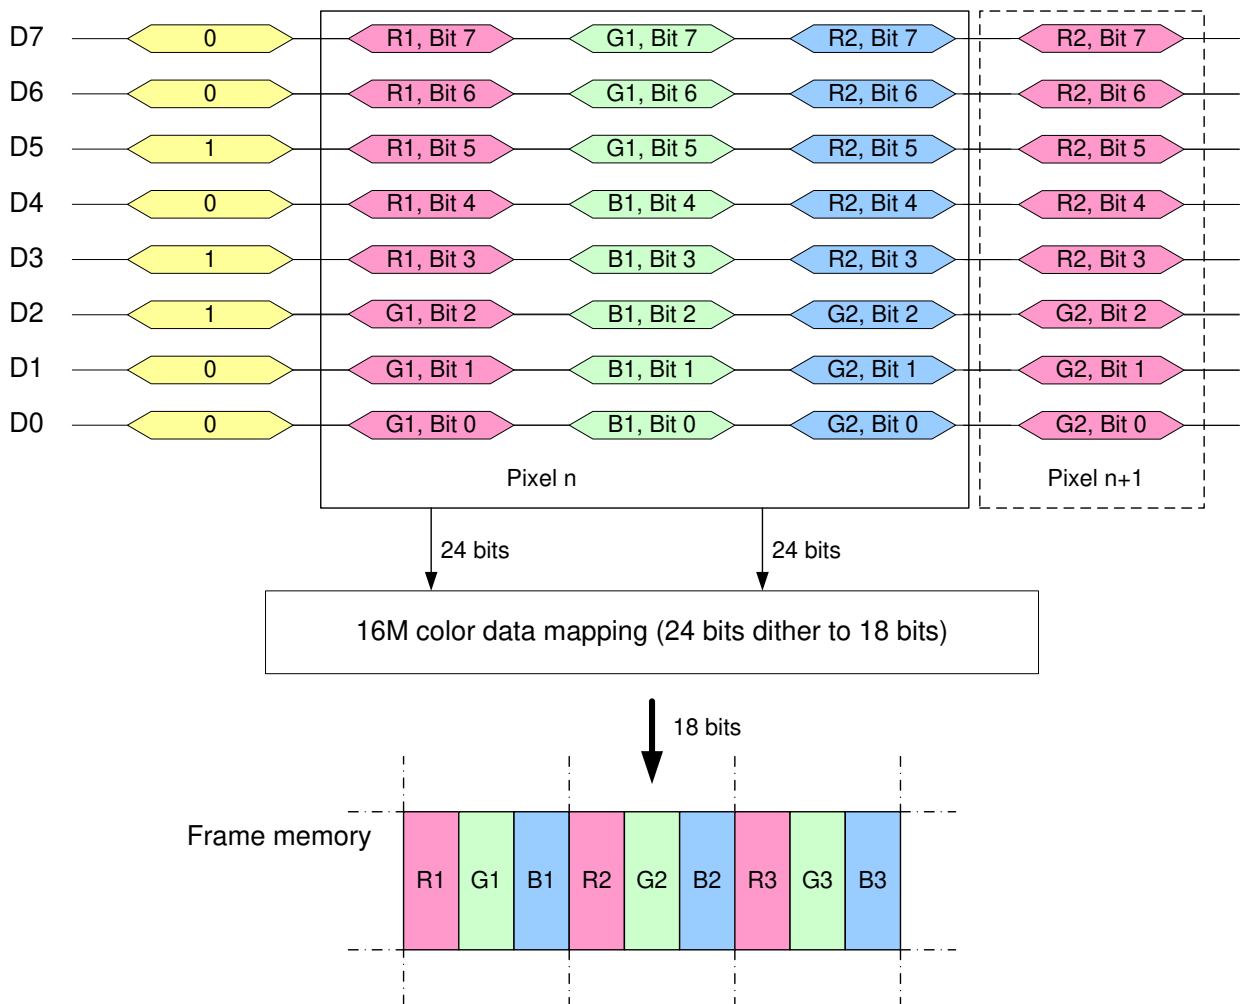 D7 0 R1, Bit 7 G1, Bit 7 R2, Bit 7 R2, Bit 7
D6 0 R1, Bit 6 G1, Bit 6 R2, Bit 6 R2, Bit 6
D5 1 R1, Bit 5 G1, Bit 5 R2, Bit 5 R2, Bit 5
D4 0 R1, Bit 4 B1, Bit 4 R2, Bit 4 R2, Bit 4
D3 1 R1, Bit 3 B1, Bit 3 R2, Bit 3 R2, Bit 3
D2 1 G1, Bit 2 B1, Bit 2 G2, Bit 2 G2, Bit 2
D1 0 G1, Bit 1 B1, Bit 1 G2, Bit 1 G2, Bit 1
D0 0 G1, Bit 0 B1, Bit 0 G2, Bit 0 G2, Bit 0
Pixel n Pixel n+1
24 bits 24 bits
16M color data mapping (24 bits dither to 18 bits)
18 bits
Frame memory
R1 G1 B1 R2 G2 B2 R3 G3 B3